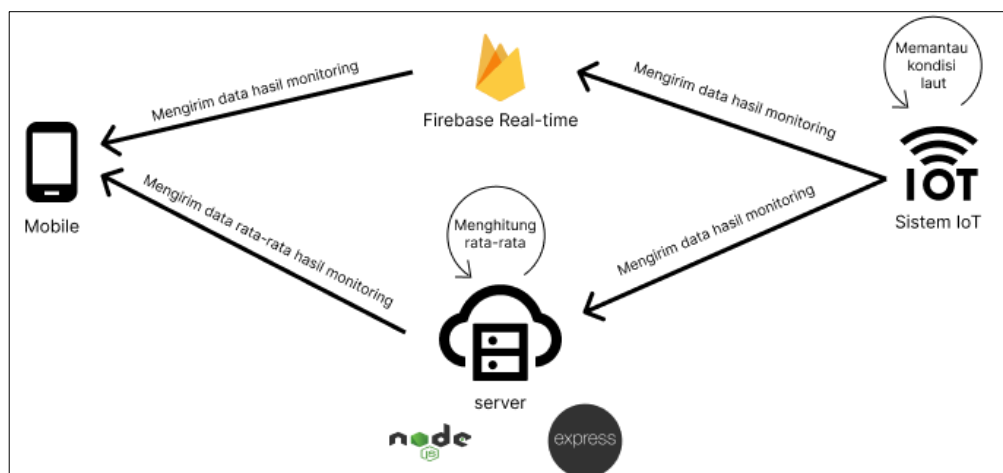 Memantau
kondisi
laut
Mengirim data hasil monitoring
Mengirim data hasil monitoring
Firebase Real-time
IOT
Sistem IoT
Mobile
Mengirim data rata-rata hasil monitoring
Menghitung
rata-rata
Mengirim data hasil monitoring
server
node
JS
express